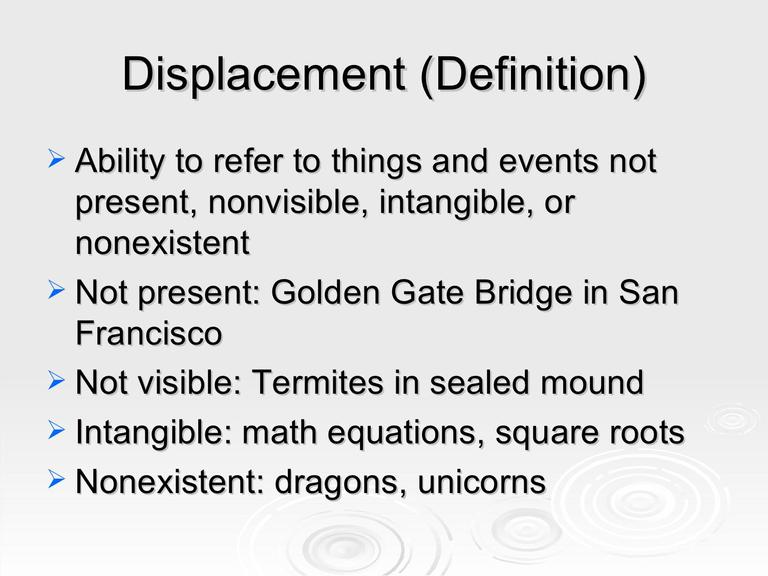 Displacement (Definition)
Ability to refer to things and events not
present, nonvisible, intangible, or
nonexistent
Not present: Golden Gate Bridge in San
Francisco
Not visible: Termites in sealed mound
Intangible: math equations, square roots
Nonexistent: dragons, unicorns